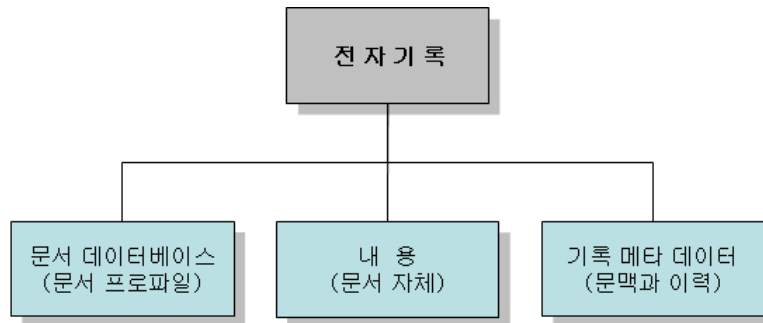 전 자 기 록
문서 데이터베이스
(문서 프로파일)
내 용
(문서 자체)
기록 메타 데이터
(문맥과 이력)